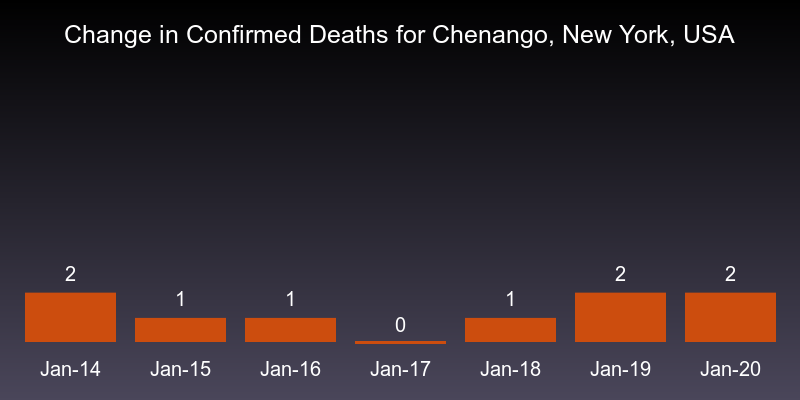 Change in Confirmed Deaths for Chenango, New York, USA
2 1 1 0 1 2 2
Jan-14 Jan-15 Jan-16 Jan-17 Jan-18 Jan-19 Jan-20